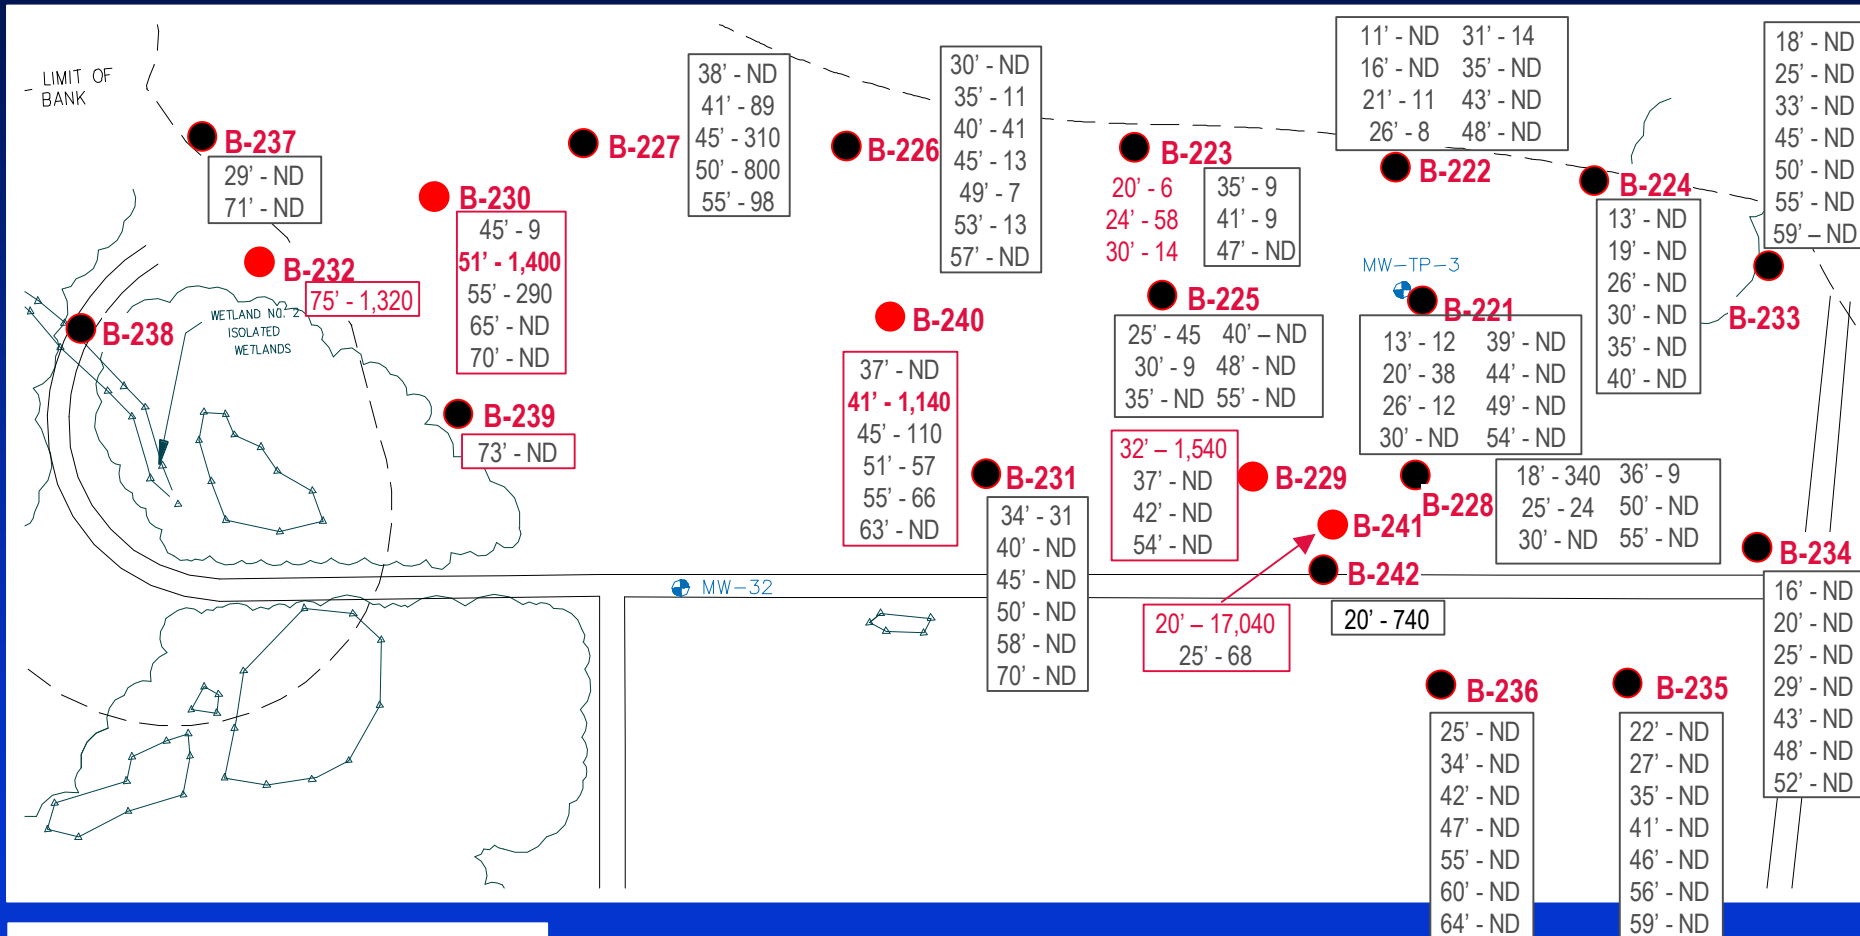 LIMIT OF
BANK
B-237
29' - ND
71' - ND
B-230
45' - 9
51' - 1,400
55' - 290
65' - ND
70' - ND
B-232
75' - 1,320
B-238
WETLAND NO. 2
ISOLATED
WETLANDS
B-239
73' - ND
B-227
38' - ND
41' - 89
45' - 310
50' - 800
55' - 98
B-226
30' - ND
35' - 11
40' - 41
45' - 13
49' - 7
53' - 13
57' - ND
B-240
37' - ND
41' - 1,140
45' - 110
51' - 57
55' - 66
63' - ND
B-231
34' - 31
40' - ND
45' - ND
50' - ND
58' - ND
70' - ND
MW-32
B-223
20' - 6
24' - 58
30' - 14
35' - 9
41' - 9
47' - ND
B-225
25' - 45 40' – ND
30' - 9 48' - ND
35' - ND 55' - ND
B-229
32' – 1,540
37' - ND
42' - ND
54' - ND
B-241
20' – 17,040
25' - 68
B-242
20' - 740
11' - ND 31' - 14
16' - ND 35' - ND
21' - 11 43' - ND
26' - 8 48' - ND
B-222
MW-TP-3
B-221
13' - 12 39' - ND
20' - 38 44' - ND
26' - 12 49' - ND
30' - ND 54' - ND
B-228
18' - 340 36' - 9
25' - 24 50' - ND
30' - ND 55' - ND
B-224
13' - ND
19' - ND
26' - ND
30' - ND
35' - ND
40' - ND
18' - ND
25' - ND
33' - ND
45' - ND
50' - ND
55' - ND
59' – ND
B-233
B-234
16' - ND
20' - ND
25' - ND
29' - ND
43' - ND
48' - ND
52' - ND
B-236
25' - ND
34' - ND
42' - ND
47' - ND
55' - ND
60' - ND
64' - ND
B-235
22' - ND
27' - ND
35' - ND
41' - ND
46' - ND
56' - ND
59' - ND